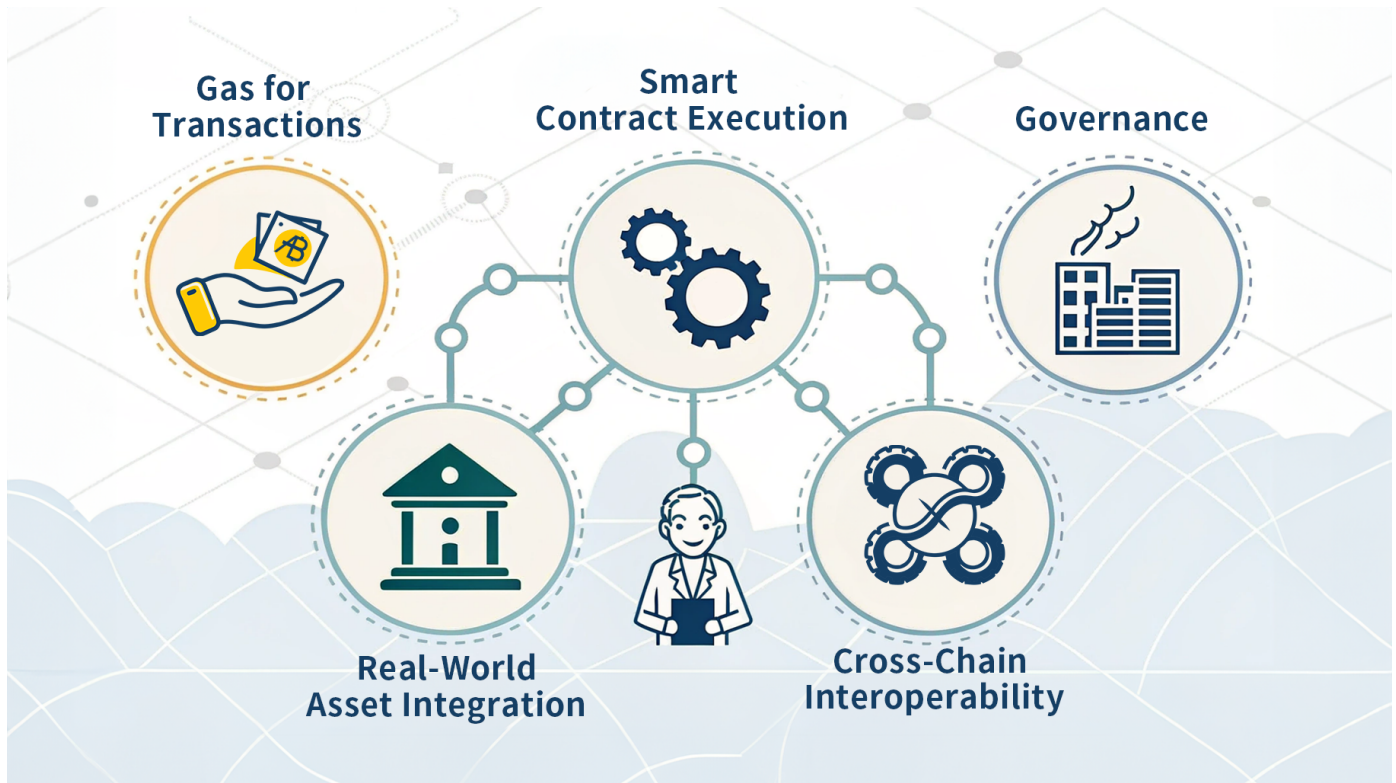 Gas for
Transactions
Smart
Contract Execution
Governance
AB
Real-World
Asset Integration
Cross-Chain
Interoperability